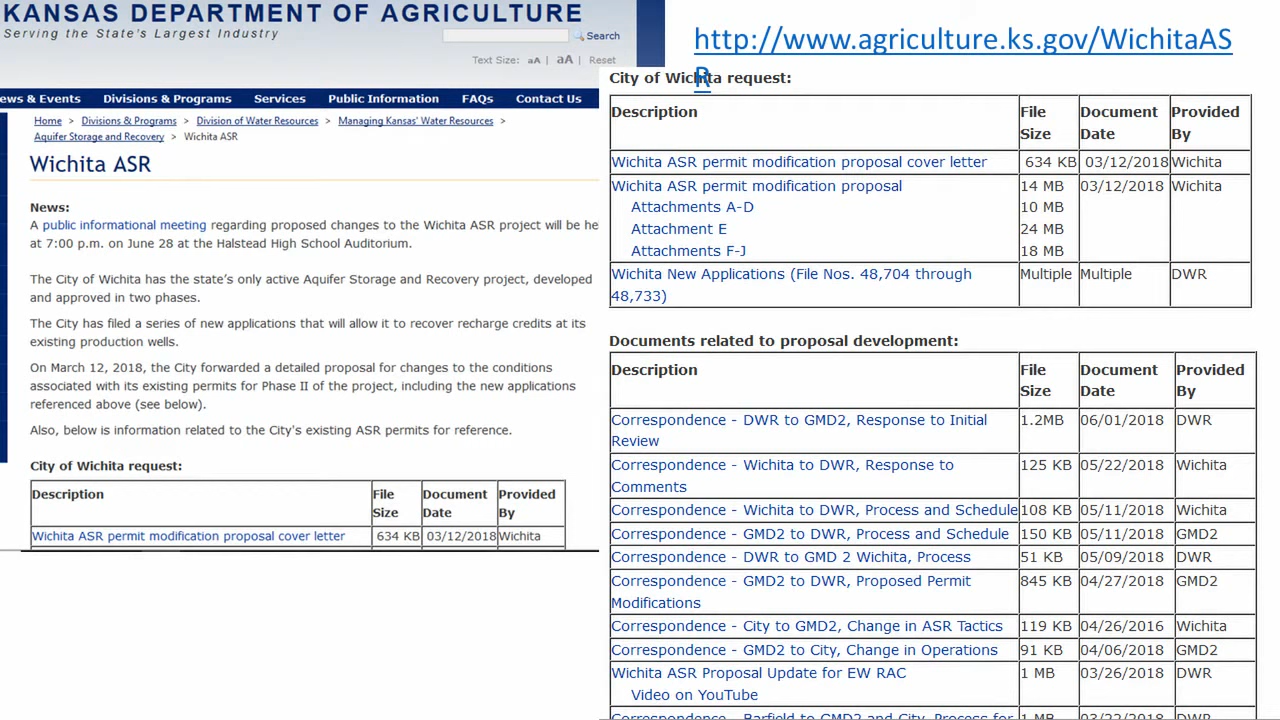 KANSAS DEPARTMENT OF AGRICULTURE
Serving the State's Largest Industry
Search
Text Size: aA | aA | Reset
ews & Events Divisions & Programs Services Public Information FAQs Contact Us
Home > Divisions & Programs > Division of Water Resources > Managing Kansas' Water Resources >
Aquifer Storage and Recovery > Wichita ASR
Wichita ASR
News:
A public informational meeting regarding proposed changes to the Wichita ASR project will be he
at 7:00 p.m. on June 28 at the Halstead High School Auditorium.
The City of Wichita has the state's only active Aquifer Storage and Recovery project, developed
and approved in two phases.
The City has filed a series of new applications that will allow it to recover recharge credits at its
existing production wells.
On March 12, 2018, the City forwarded a detailed proposal for changes to the conditions
associated with its existing permits for Phase II of the project, including the new applications
referenced above (see below).
Also, below is information related to the City's existing ASR permits for reference.
City of Wichita request:
Description File Size Document Date Provided By
Wichita ASR permit modification proposal cover letter 634 KB 03/12/2018 Wichita
http://www.agriculture.ks.gov/WichitaAS
R
City of Wichita request:
Description File Size Document Date Provided By
Wichita ASR permit modification proposal cover letter 634 KB 03/12/2018 Wichita
Wichita ASR permit modification proposal 14 MB 03/12/2018 Wichita
Attachments A-D 10 MB
Attachment E 24 MB
Attachments F-J 18 MB
Wichita New Applications (File Nos. 48,704 through Multiple Multiple DWR
48,733)
Documents related to proposal development:
Description File Size Document Date Provided By
Correspondence - DWR to GMD2, Response to Initial 1.2MB 06/01/2018 DWR
Review
Correspondence - Wichita to DWR, Response to 125 KB 05/22/2018 Wichita
Comments
Correspondence - Wichita to DWR, Process and Schedule 108 KB 05/11/2018 Wichita
Correspondence - GMD2 to DWR, Process and Schedule 150 KB 05/11/2018 GMD2
Correspondence - DWR to GMD 2 Wichita, Process 51 KB 05/09/2018 DWR
Correspondence - GMD2 to DWR, Proposed Permit 845 KB 04/27/2018 GMD2
Modifications
Correspondence - City to GMD2, Change in ASR Tactics 119 KB 04/26/2016 Wichita
Correspondence - GMD2 to City, Change in Operations 91 KB 04/06/2018 GMD2
Wichita ASR Proposal Update for EW RAC 1 MB 03/26/2018 DWR
Video on YouTube
Correspondence - Barfield to GMD2 and City, Process for 1 MB 03/22/2018 DWR